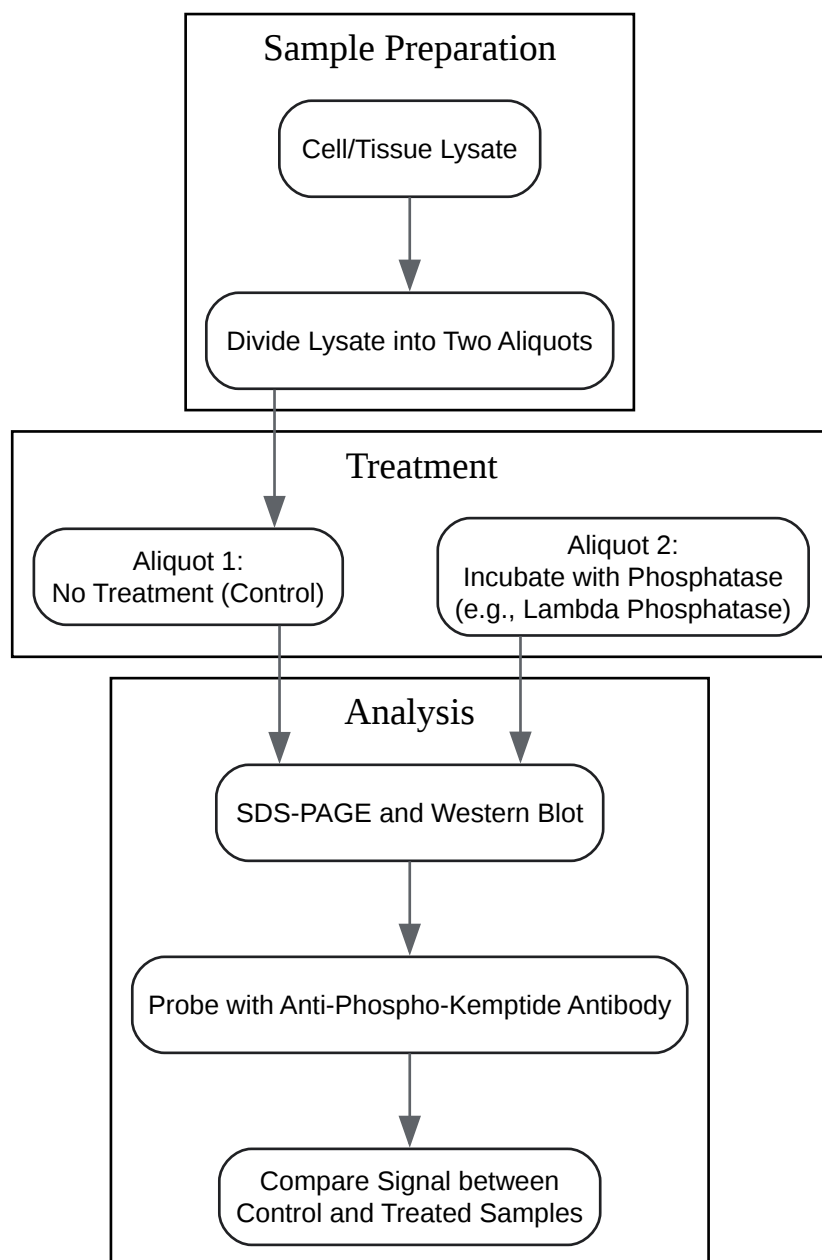 Sample Preparation
Cell/Tissue Lysate
Divide Lysate into Two Aliquots
Treatment
Aliquot 1:
No Treatment (Control)
Aliquot 2:
Incubate with Phosphatase
(e.g., Lambda Phosphatase)
Analysis
SDS-PAGE and Western Blot
Probe with Anti-Phospho-Kemptide Antibody
Compare Signal between
Control and Treated Samples